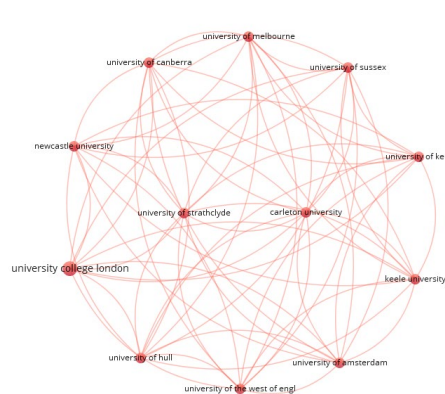 university of melbourne
university of canberra
university of sussex
newcastle university
university of ke
university of strathclyde
carleton university
university college london
keele university
university of hull
university of amsterdam
university of the west of engl